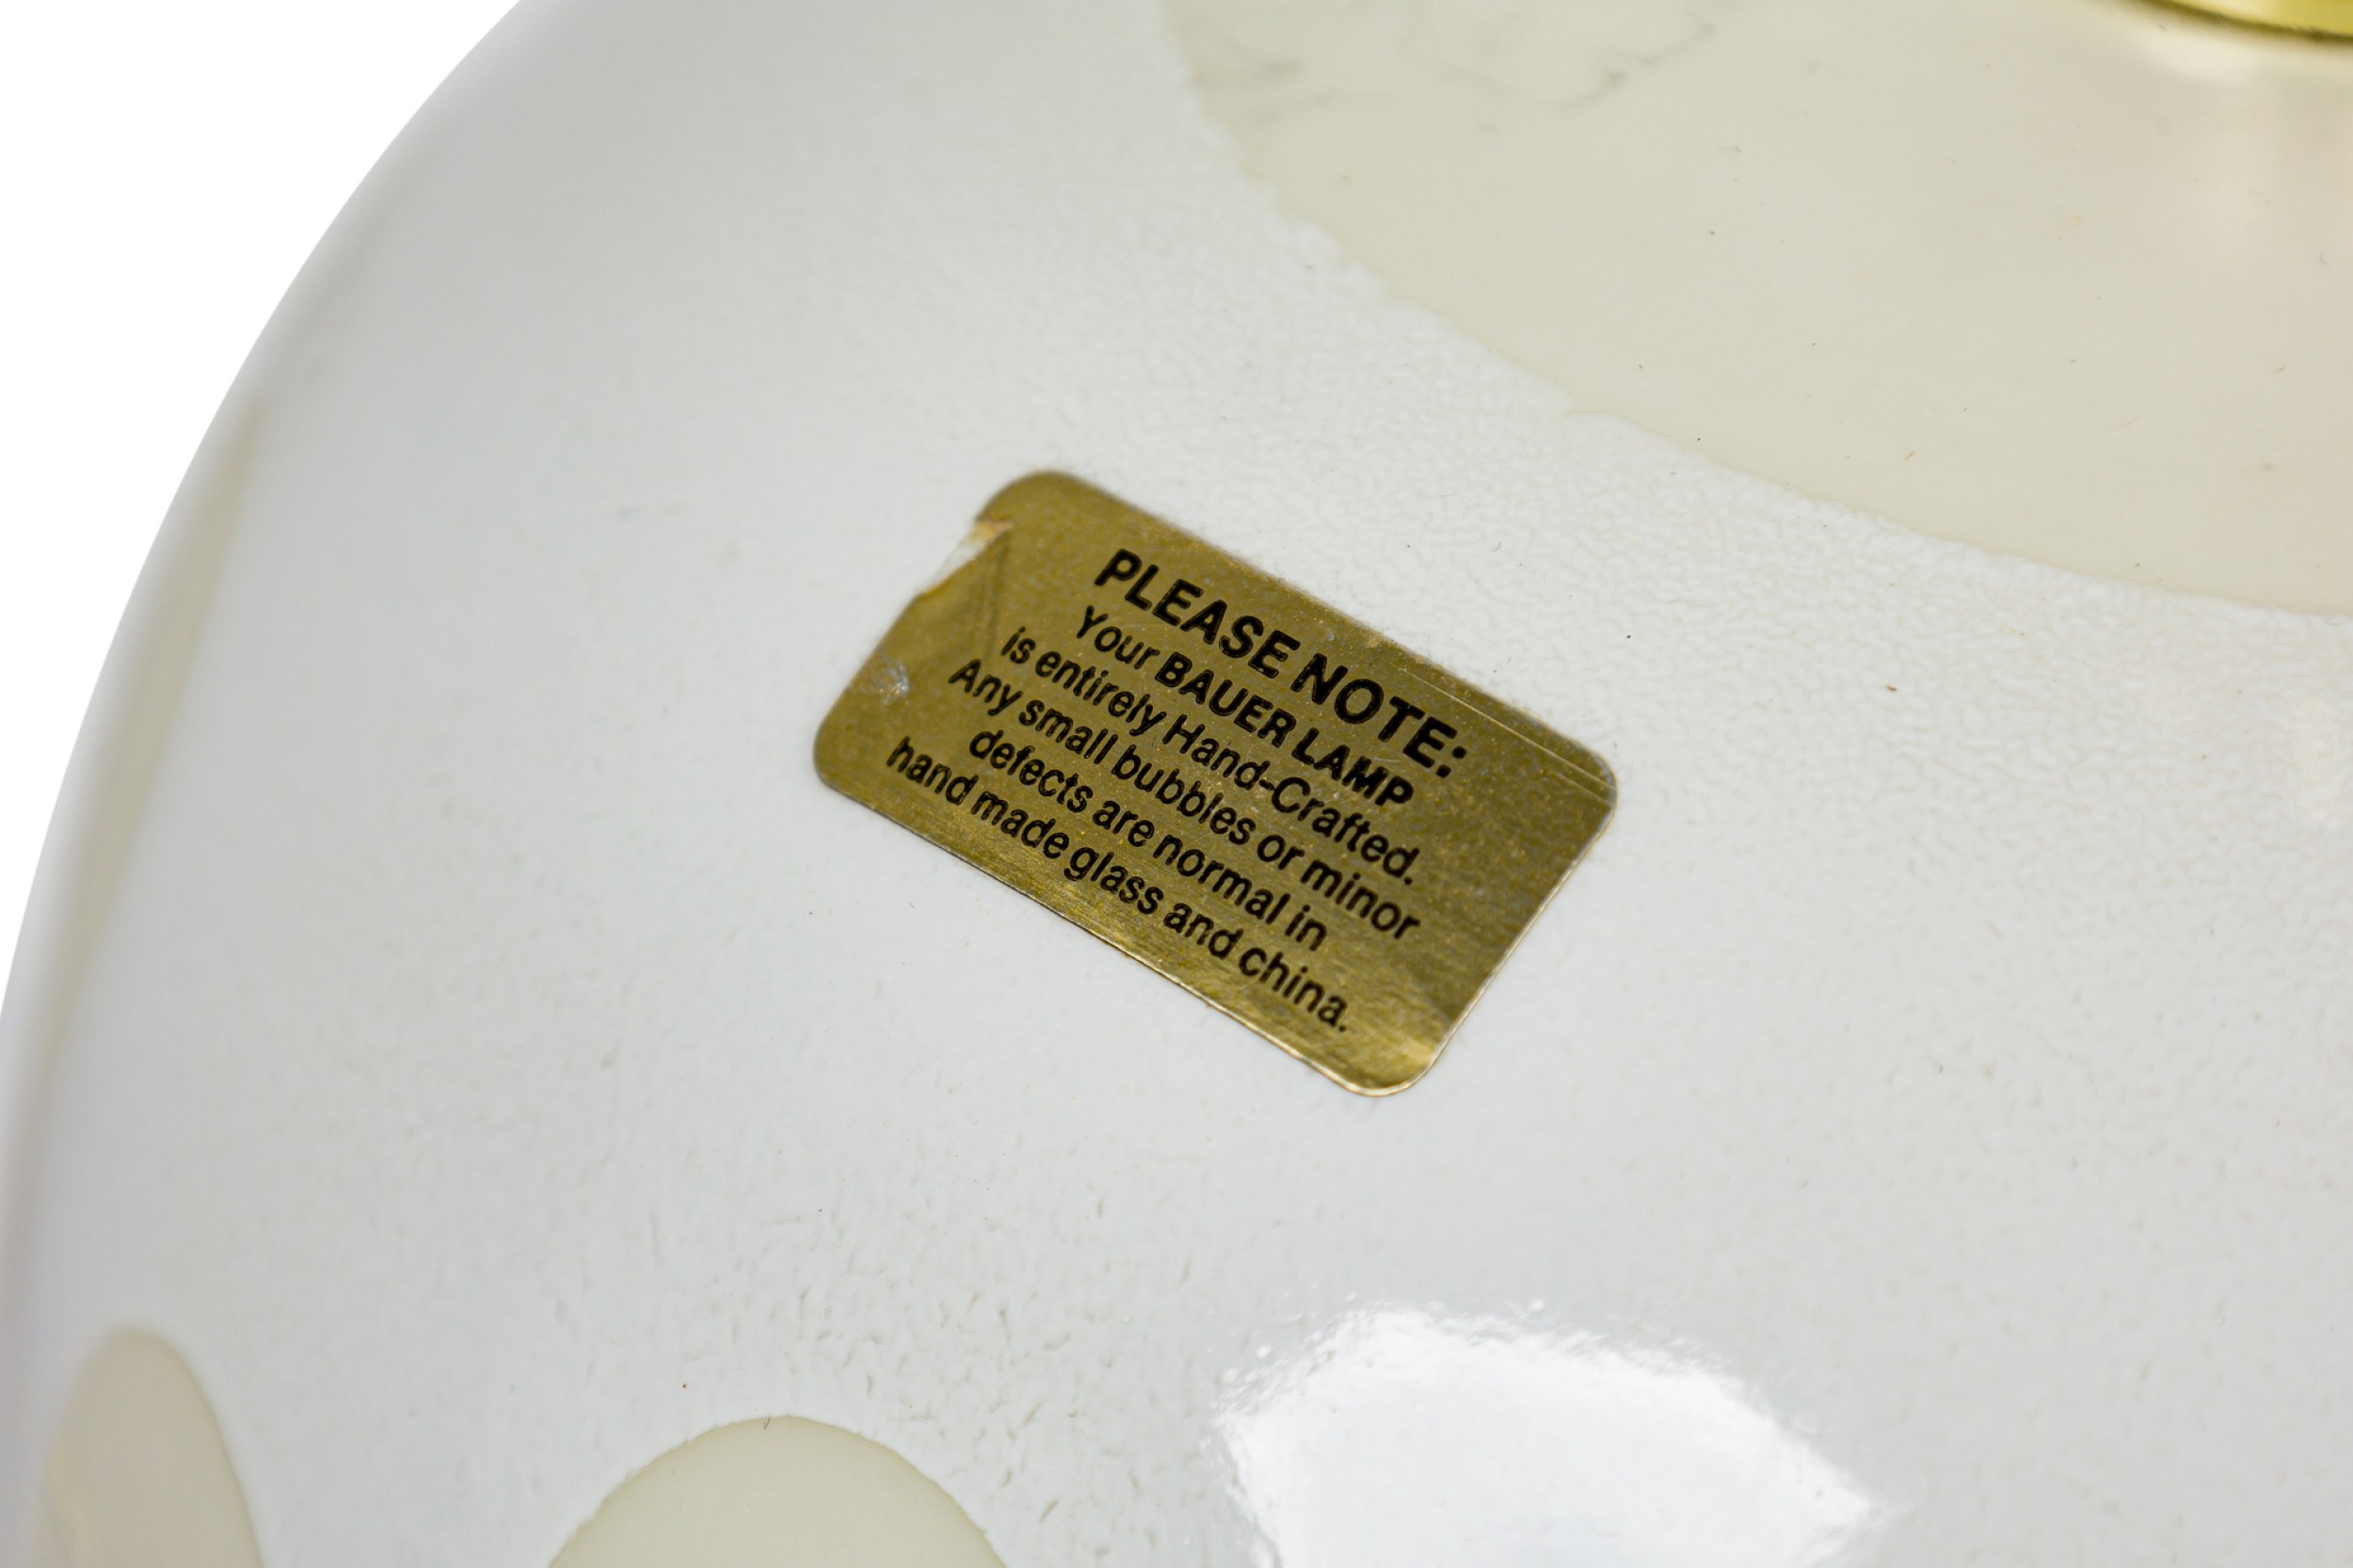 PLEASE NOTE:
Your BAUER LAMP
is entirely Hand-Crafted.
Any small bubbles or minor
defects are normal in
hand made glass and china.